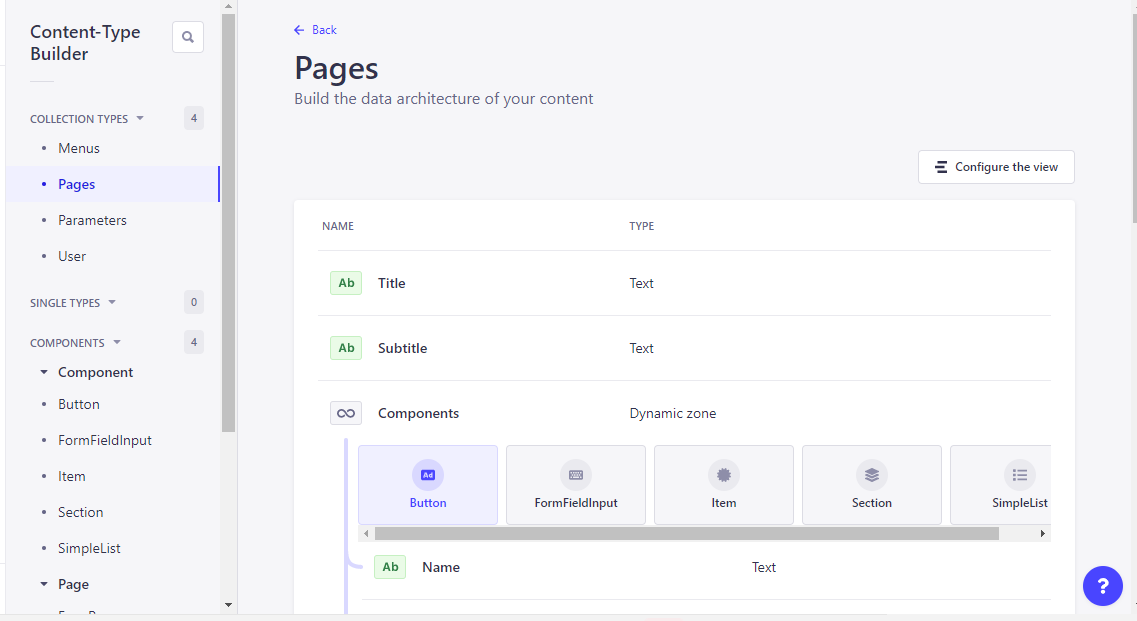 Content-Type
Builder
COLLECTION TYPES
4
Menus
Pages
Parameters
User
SINGLE TYPES
0
COMPONENTS
4
Component
Button
FormFieldInput
Item
Section
SimpleList
Page
Back
Pages
Build the data architecture of your content
Configure the view
NAME TYPE
Ab Title Text
Ab Subtitle Text
Components Dynamic zone
Ad
Button FormFieldInput Item Section SimpleList
Ab Name Text
?